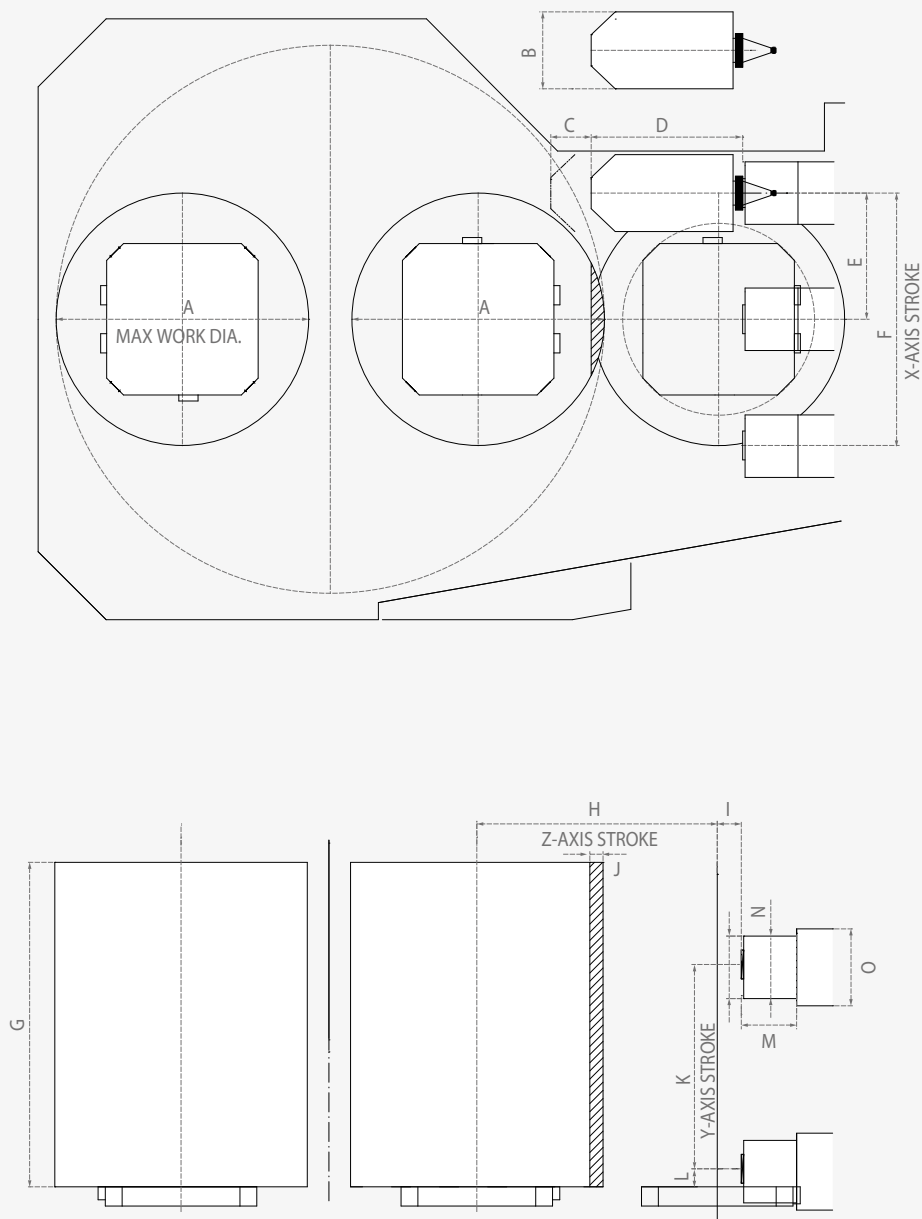 B
C
D
A
MAX WORK DIA.
A
E
F
X-AXIS STROKE
H
Z-AXIS STROKE
I
J
G
N
O
M
K
Y-AXIS STROKE
L